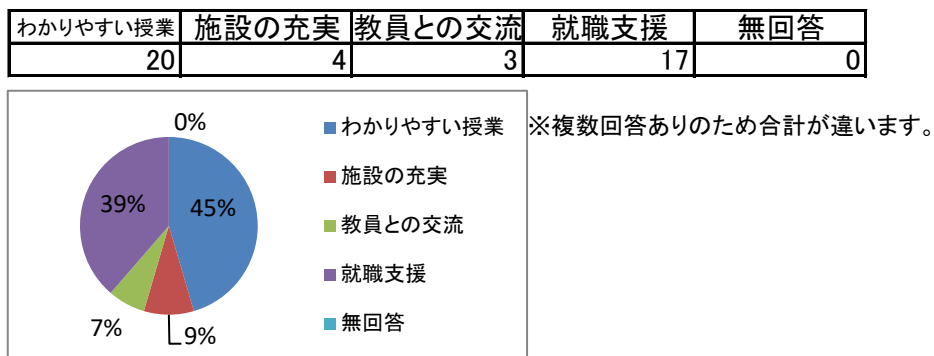 わかりやすい授業 施設の充実 教員との交流 就職支援 無回答
20 4 3 17 0
※複数回答ありのため合計が違います。
0%
39%
45%
7%
9%
わかりやすい授業
施設の充実
教員との交流
就職支援
無回答